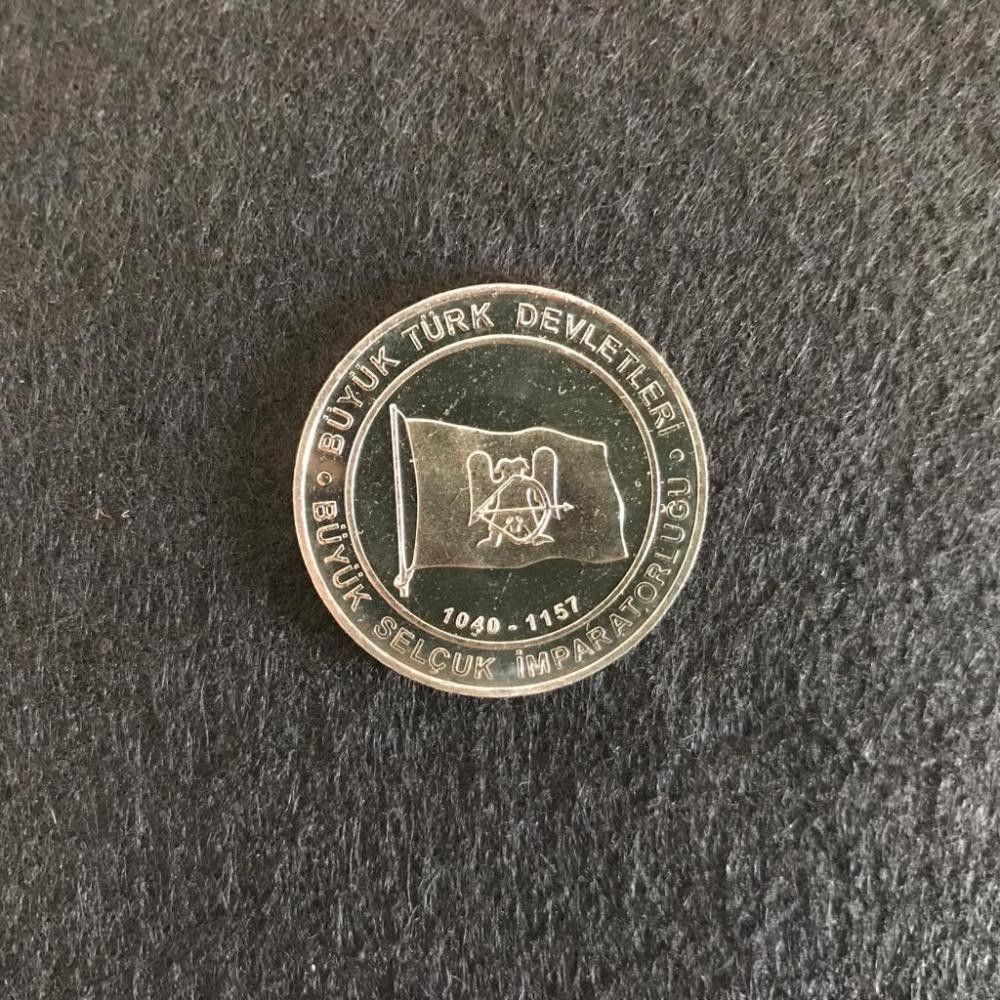 BÜYÜK TÜRK DEVLETLERİ
1040 - 1157
BÜYÜK SELÇUK İMPARATORLUĞU